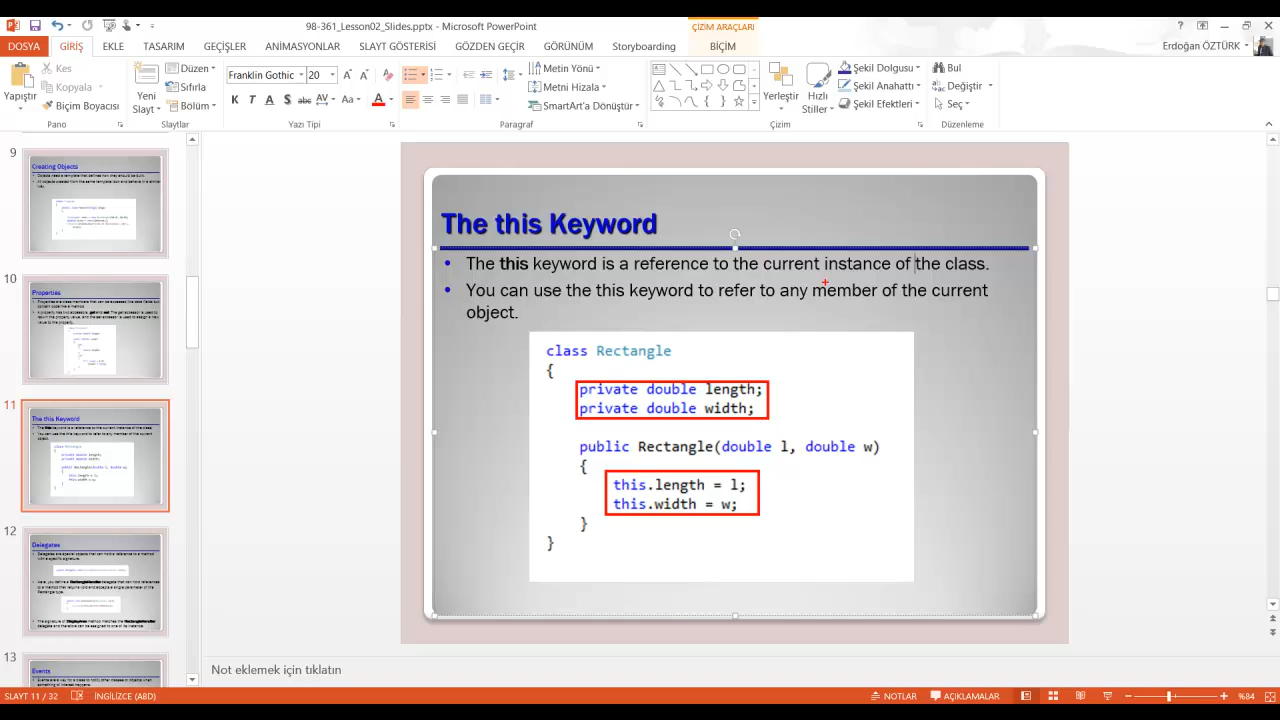 98-361_Lesson02_Slides.pptx - Microsoft PowerPoint
ÇİZİM ARAÇLARI
DOSYA GİRİŞ EKLE TASARIM GEÇİŞLER ANİMASYONLAR SLAYT GÖSTERİSİ GÖZDEN GEÇİR GÖRÜNÜM Storyboarding BİÇİM
Erdoğan ÖZTÜRK
Yapıştır
Kes
Kopyala
Biçim Boyacısı
Pano
Yeni
Slayt
Düzen
Sıfırla
Bölüm
Slaytlar
Franklin Gothic 20
K T A S abc AV Aa A
Yazı Tipi
Metin Yönü
Metni Hizala
SmartArt'a Dönüştür
Paragraf
Yerleştir
Hızlı
Stiller
Şekil Dolgusu
Şekil Anahattı
Şekil Efektleri
Çizim
Bul
Değiştir
Seç
Düzenleme
9
Creating Objects
10
Properties
11
The this Keyword
12
Delegates
13
Events
The this Keyword
• The this keyword is a reference to the current instance of the class.
• You can use the this keyword to refer to any member of the current
object.
class Rectangle
{
private double length;
private double width;
public Rectangle(double l, double w)
{
this.length = l;
this.width = w;
}
}
Not eklemek için tıklatın
SLAYT 11 / 32 İNGİLİZCE (ABD) NOTLAR AÇIKLAMALAR %84